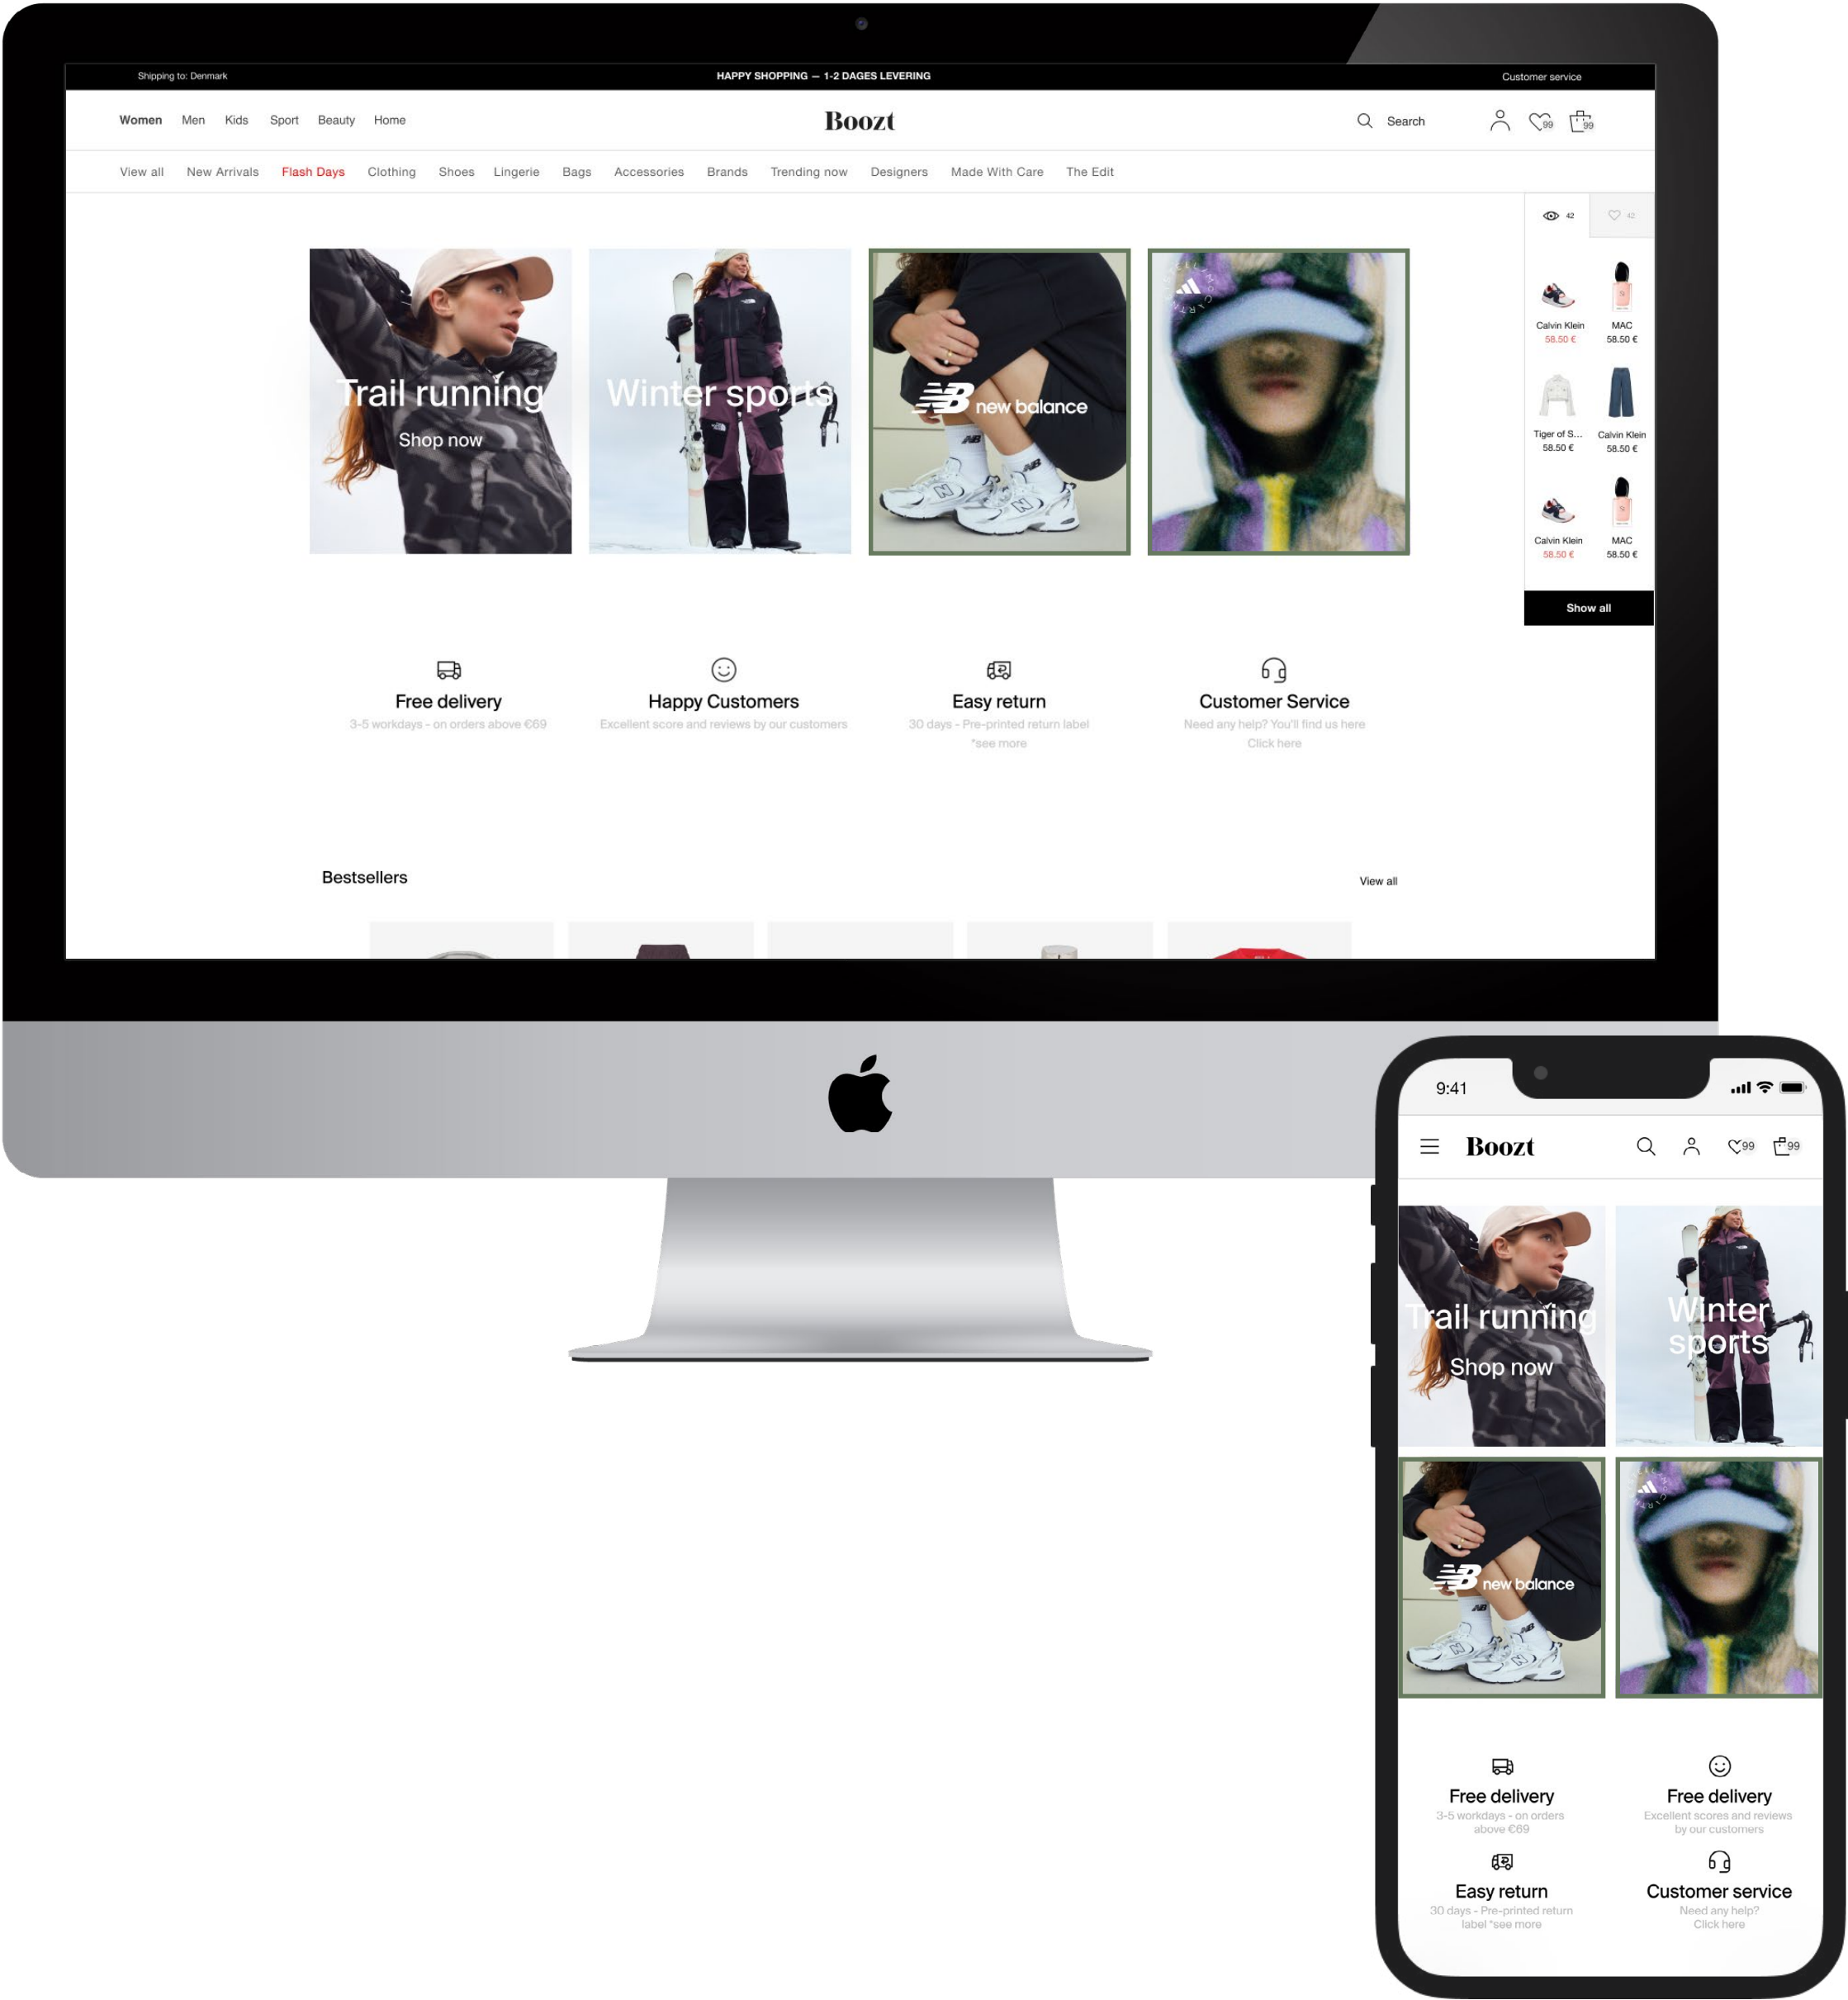 Shipping to: Denmark
HAPPY SHOPPING — 1-2 DAGES LEVERING
Customer service
Women Men Kids Sport Beauty Home
Boozt
Search
99
99
View all New Arrivals Flash Days Clothing Shoes Lingerie Bags Accessories Brands Trending now Designers Made With Care The Edit
42
42
Trail running
Shop now
Winter sports
new balance
Calvin Klein
58.50 €
MAC
58.50 €
Tiger of S...
58.50 €
Calvin Klein
58.50 €
Calvin Klein
58.50 €
MAC
58.50 €
Show all
Free delivery
3-5 workdays - on orders above €69
Happy Customers
Excellent score and reviews by our customers
Easy return
30 days - Pre-printed return label
*see more
Customer Service
Need any help? You'll find us here
Click here
Bestsellers
View all
9:41
Boozt
99
99
Trail running
Shop now
Winter
sports
new balance
Free delivery
3-5 workdays - on orders
above €69
Free delivery
Excellent scores and reviews
by our customers
Easy return
30 days - Pre-printed return
label *see more
Customer service
Need any help?
Click here